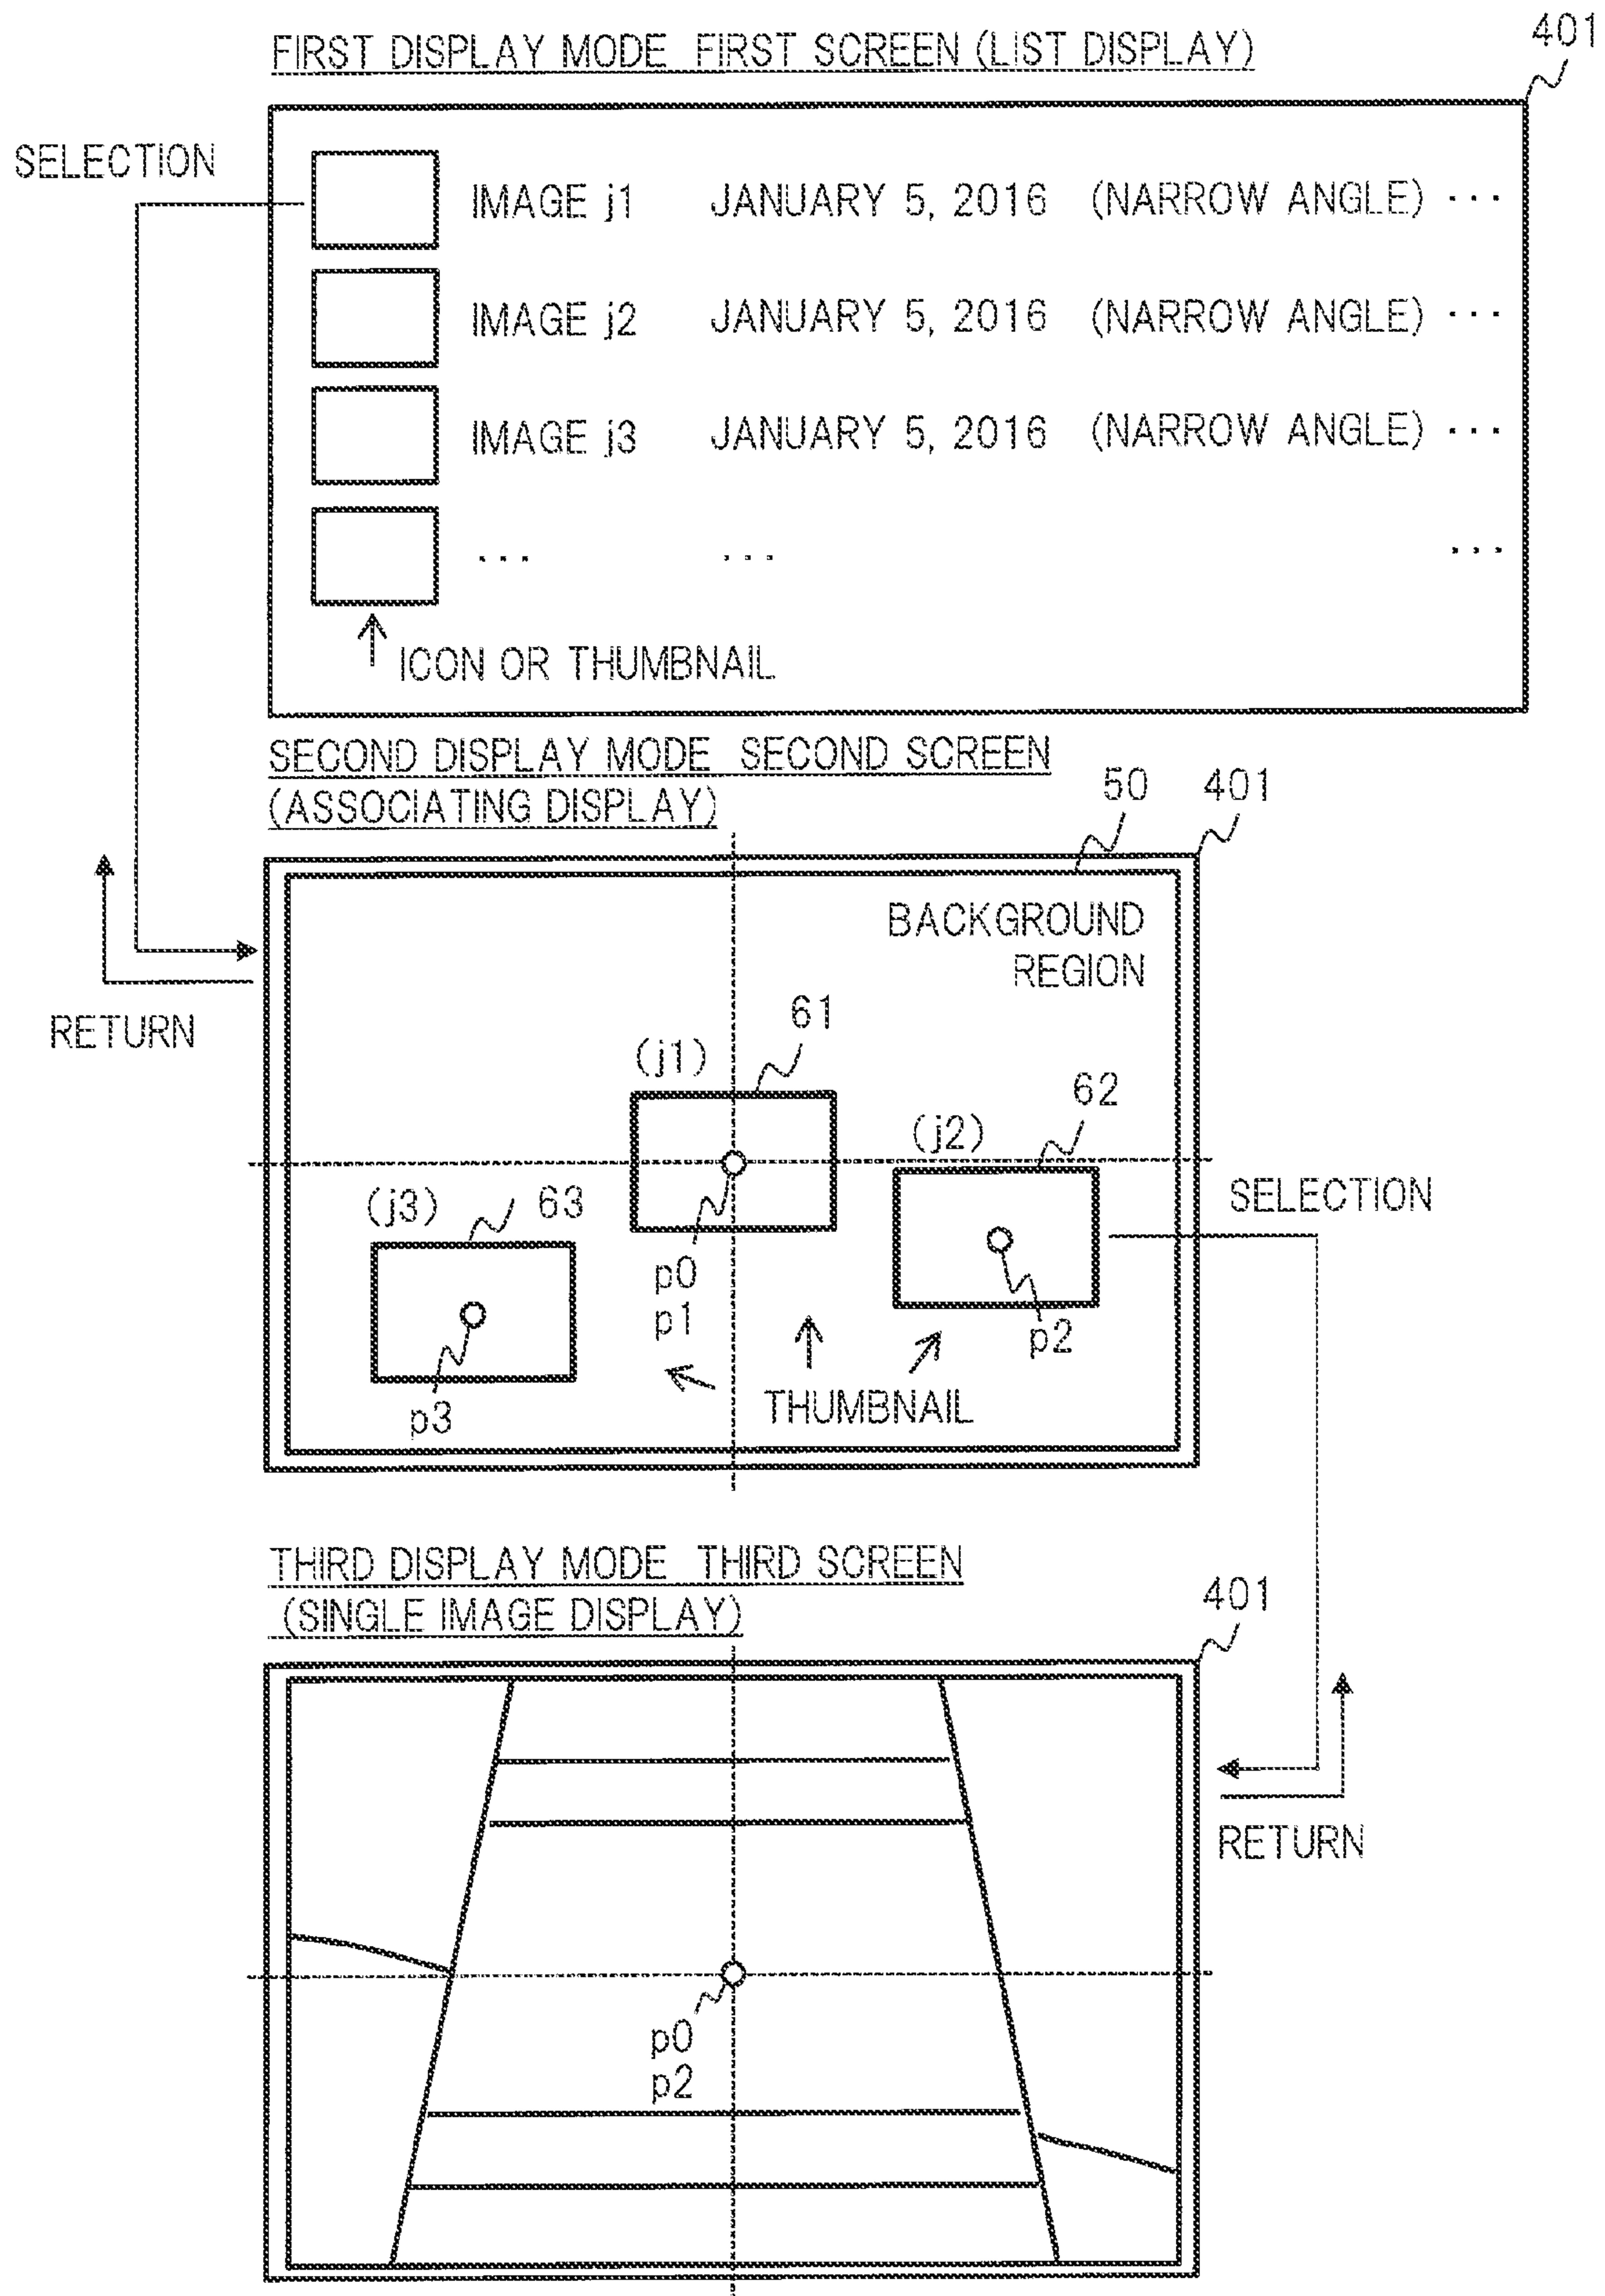 401
FIRST DISPLAY MODE FIRST SCREEN (LIST DISPLAY)
SELECTION
IMAGE j1 JANUARY 5, 2016 (NARROW ANGLE) ...
IMAGE j2 JANUARY 5, 2016 (NARROW ANGLE) ...
IMAGE j3 JANUARY 5, 2016 (NARROW ANGLE) ...
... ... ...
ICON OR THUMBNAIL
SECOND DISPLAY MODE SECOND SCREEN
(ASSOCIATING DISPLAY)
50 401
BACKGROUND
REGION
RETURN
61
(j1)
62
(j2)
(j3) 63
SELECTION
p0
p1
p2
p3
THUMBNAIL
THIRD DISPLAY MODE THIRD SCREEN
(SINGLE IMAGE DISPLAY)
401
RETURN
p0
p2